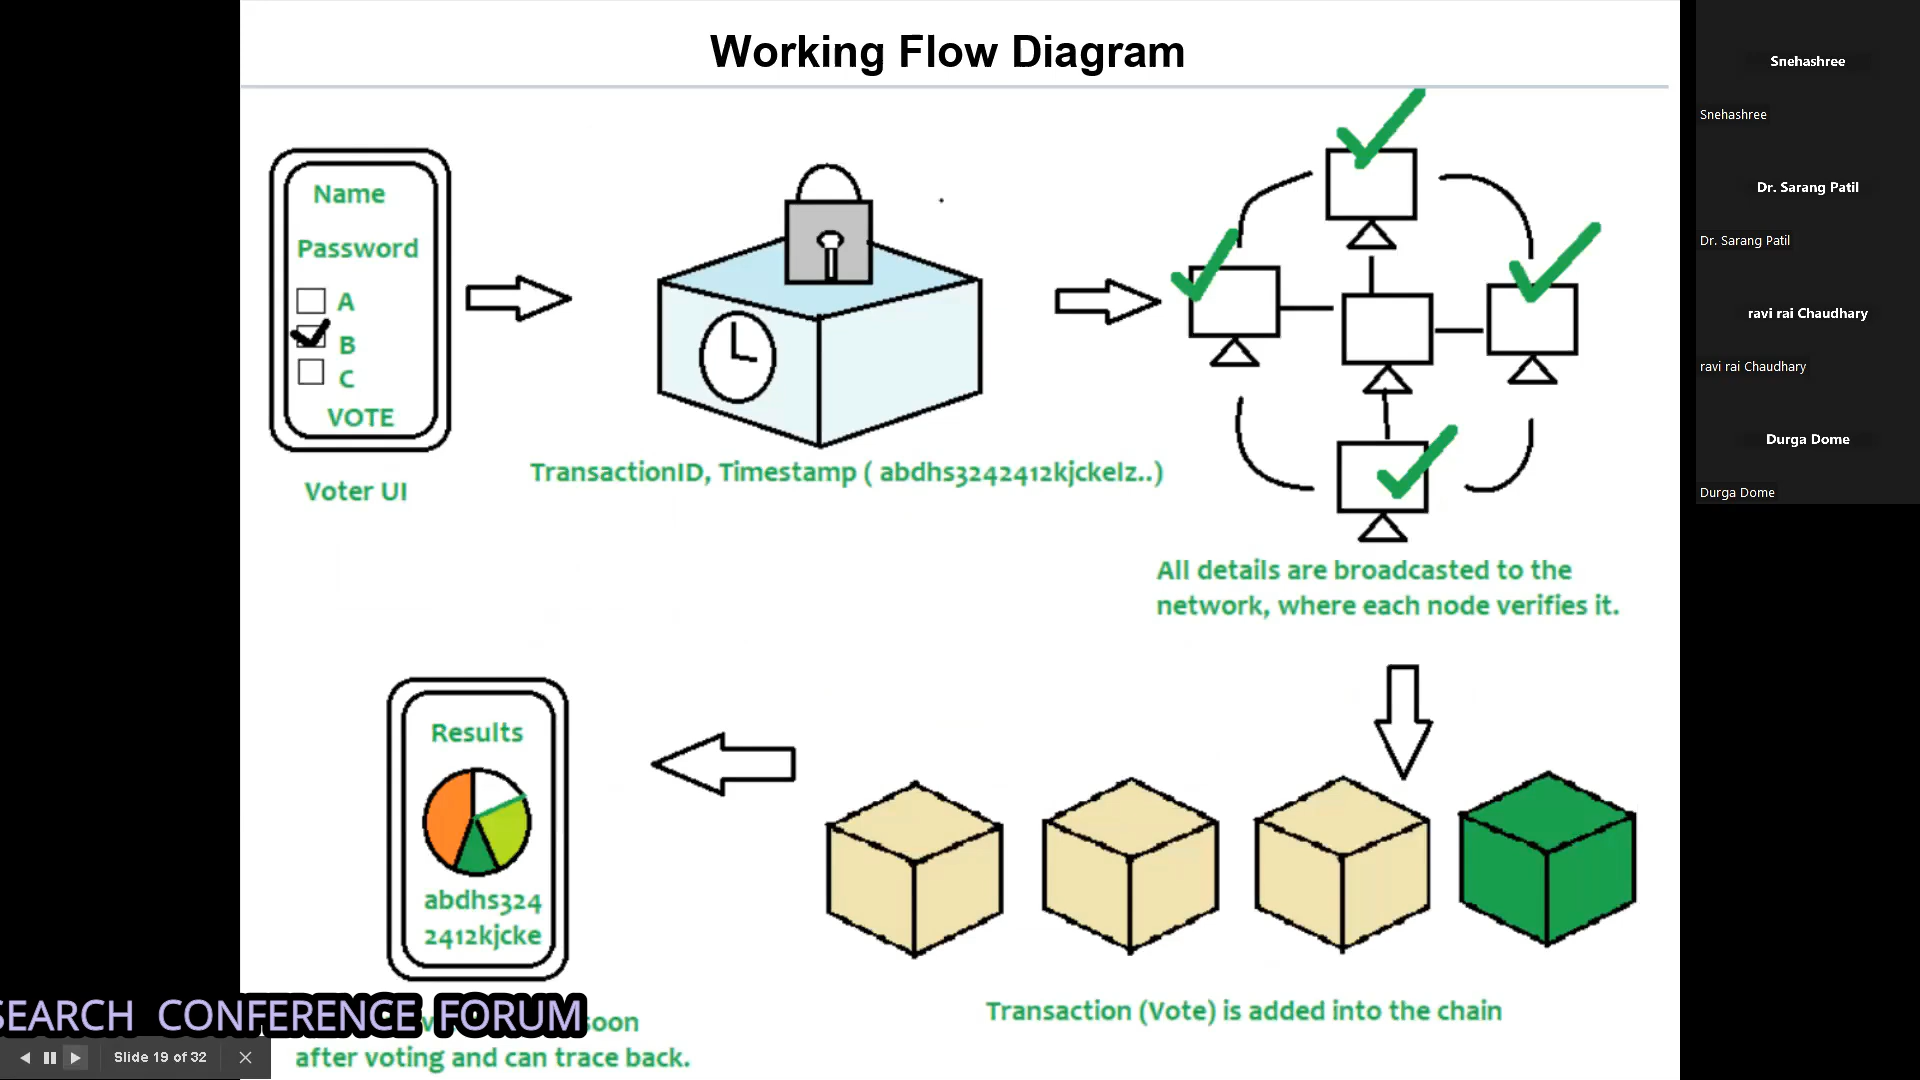 Working Flow Diagram
Name
Password
A
B
C
VOTE
Voter UI
TransactionID, Timestamp ( abdhs3242412kjckelz..)
All details are broadcasted to the
network, where each node verifies it.
Results
abdhs324
2412kjcke
Transaction (Vote) is added into the chain
soon
after voting and can trace back.
SEARCH CONFERENCE FORUM
Slide 19 of 32
Snehashree
Snehashree
Dr. Sarang Patil
Dr. Sarang Patil
ravi rai Chaudhary
ravi rai Chaudhary
Durga Dome
Durga Dome